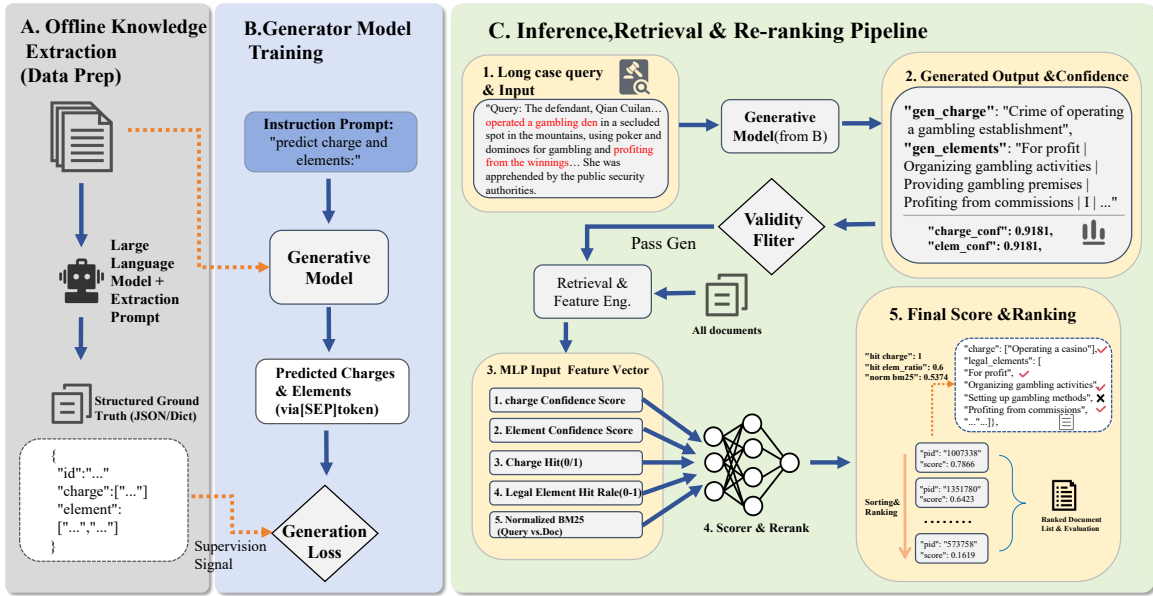 A. Offline Knowledge
Extraction
(Data Prep)
Large
Language
Model +
Extraction
Prompt
Structured Ground
Truth (JSON/Dict)
{
"id":"..."
"charge":["..."]
"element":
["...","..."]
}
B.Generator Model
Training
Instruction Prompt:
"predict charge and
elements:"
Generative
Model
Predicted Charges
& Elements
(via[SEP]token)
Generation
Loss
Supervision
Signal
C. Inference,Retrieval & Re-ranking Pipeline
1. Long case query
& Input
"Query: The defendant, Qian Cuilan…
operated a gambling den in a secluded
spot in the mountains, using poker and
dominoes for gambling and profiting
from the winnings… She was
apprehended by the public security
authorities.
Generative
Model(from B)
2. Generated Output &Confidence
"gen_charge": "Crime of operating
a gambling establishment",
"gen_elements": "For profit |
Organizing gambling activities |
Providing gambling premises |
Profiting from commissions | I | ..."
"charge_conf": 0.9181,
"elem_conf": 0.9181,
Validity
Fliter
Pass Gen
Retrieval &
Feature Eng.
All documents
3. MLP Input Feature Vector
1. charge Confidence Score
2. Element Confidence Score
3. Charge Hit(0/1)
4. Legal Element Hit Rale(0-1)
5. Normalized BM25
(Query vs.Doc)
4. Scorer & Rerank
5. Final Score &Ranking
"hit charge": 1
"hit elem_ratio": 0.6
"norm bm25": 0.5374
"charge": ["Operating a casino"],
"legal_elements": [
"For profit",
"Organizing gambling activities"
"Setting up gambling methods",
"Profiting from commissions",
"..."...]},
Sorting&
Ranking
"pid": "1007338"
"score": 0.7866
"pid": "1351780"
"score": 0.6423
........
"pid": "573758"
"score": 0.1619
Ranked Document
List & Evaluation